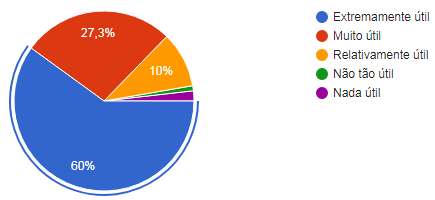 27,3%
10%
60%
Extremamente útil
Muito útil
Relativamente útil
Não tão útil
Nada útil